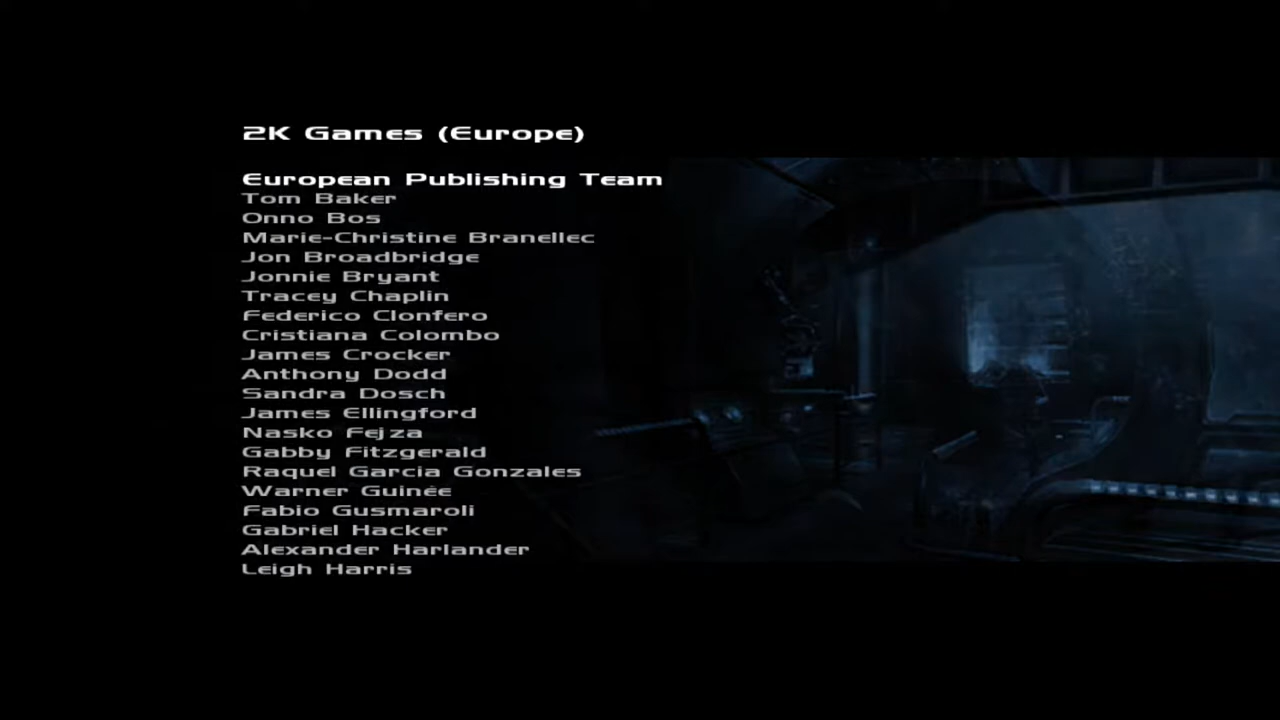 2K Games (Europe)
European Publishing Team
Tom Baker
Onno Bos
Marie-Christine Branellec
Jon Broadbridge
Jonnie Bryant
Tracey Chaplin
Federico Clonfero
Cristiana Colombo
James Crocker
Anthony Dodd
Sandra Dosch
James Ellingford
Nasko Fejza
Gabby Fitzgerald
Raquel Garcia Gonzales
Warner Guinée
Fabio Gusmaroli
Gabriel Hacker
Alexander Harlander
Leigh Harris